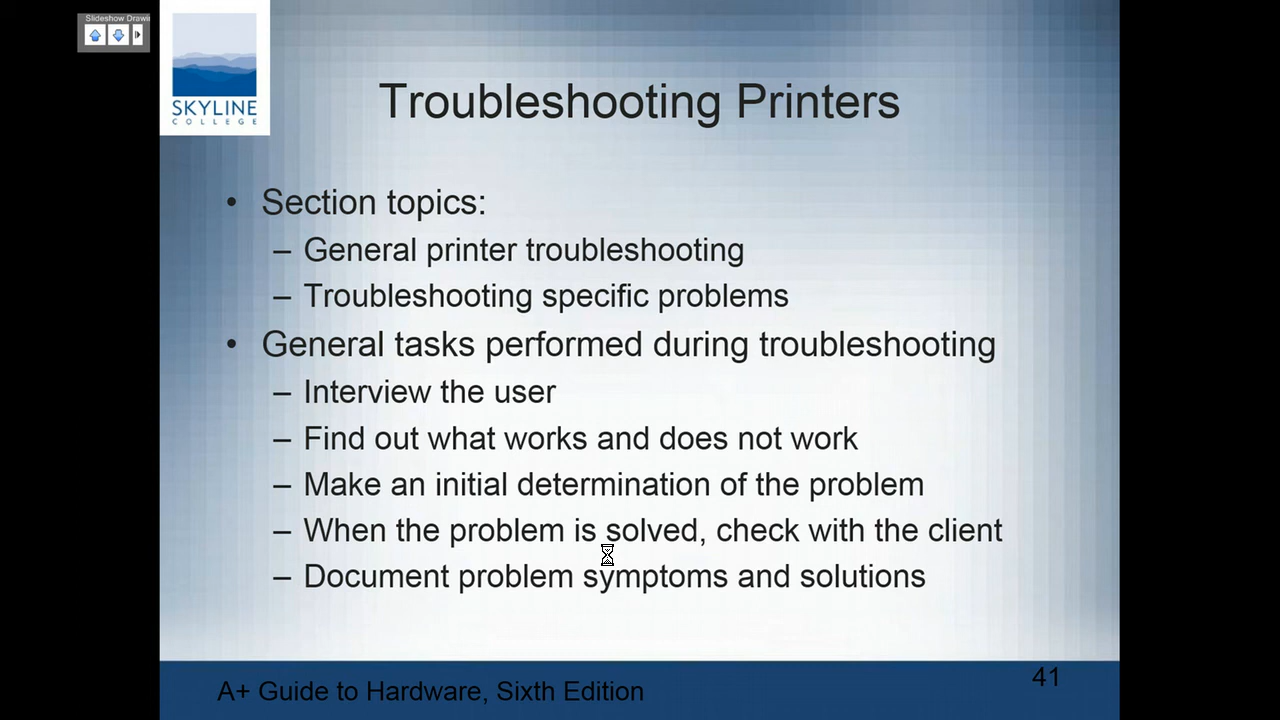 Slideshow Drawi
SKYLINE
COLLEGE
Troubleshooting Printers
• Section topics:
– General printer troubleshooting
– Troubleshooting specific problems
• General tasks performed during troubleshooting
– Interview the user
– Find out what works and does not work
– Make an initial determination of the problem
– When the problem is solved, check with the client
– Document problem symptoms and solutions
A+ Guide to Hardware, Sixth Edition
41